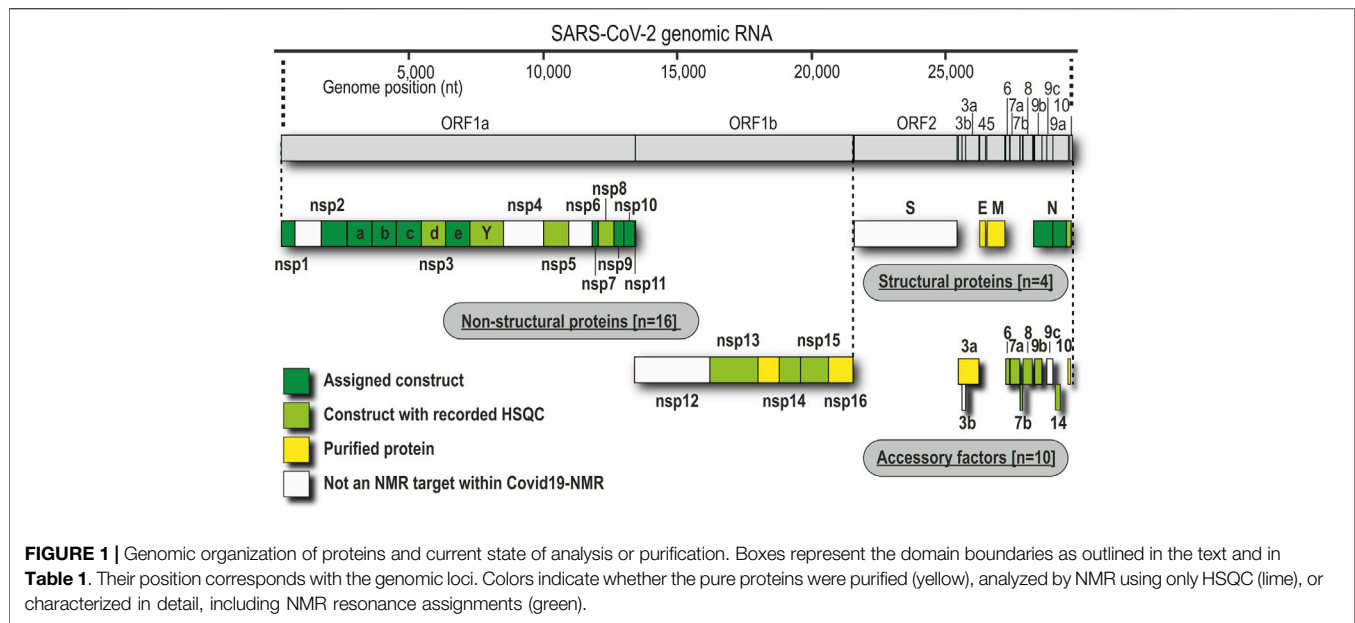 SARS-CoV-2 genomic RNA
5,000 10,000 15,000 20,000 25,000
Genome position (nt)
6 8 9c
3a 7a 9b 10
ORF1a ORF1b ORF2 3b 45 7b 9a
nsp8
nsp2 nsp4 nsp6 nsp10 S E M N
a b c d e Y
nsp1 nsp3 nsp5 nsp9
nsp7 nsp11
Structural proteins [n=4]
Non-structural proteins [n=16]
9c
6 8
nsp13 nsp15 3a 7a 9b 10
Assigned construct
nsp12 nsp14 nsp16
Construct with recorded HSQC
3b 7b 14
Purified protein
Accessory factors [n=10]
Not an NMR target within Covid19-NMR
FIGURE 1 | Genomic organization of proteins and current state of analysis or purification. Boxes represent the domain boundaries as outlined in the text and in
Table 1. Their position corresponds with the genomic loci. Colors indicate whether the pure proteins were purified (yellow), analyzed by NMR using only HSQC (lime), or
characterized in detail, including NMR resonance assignments (green).